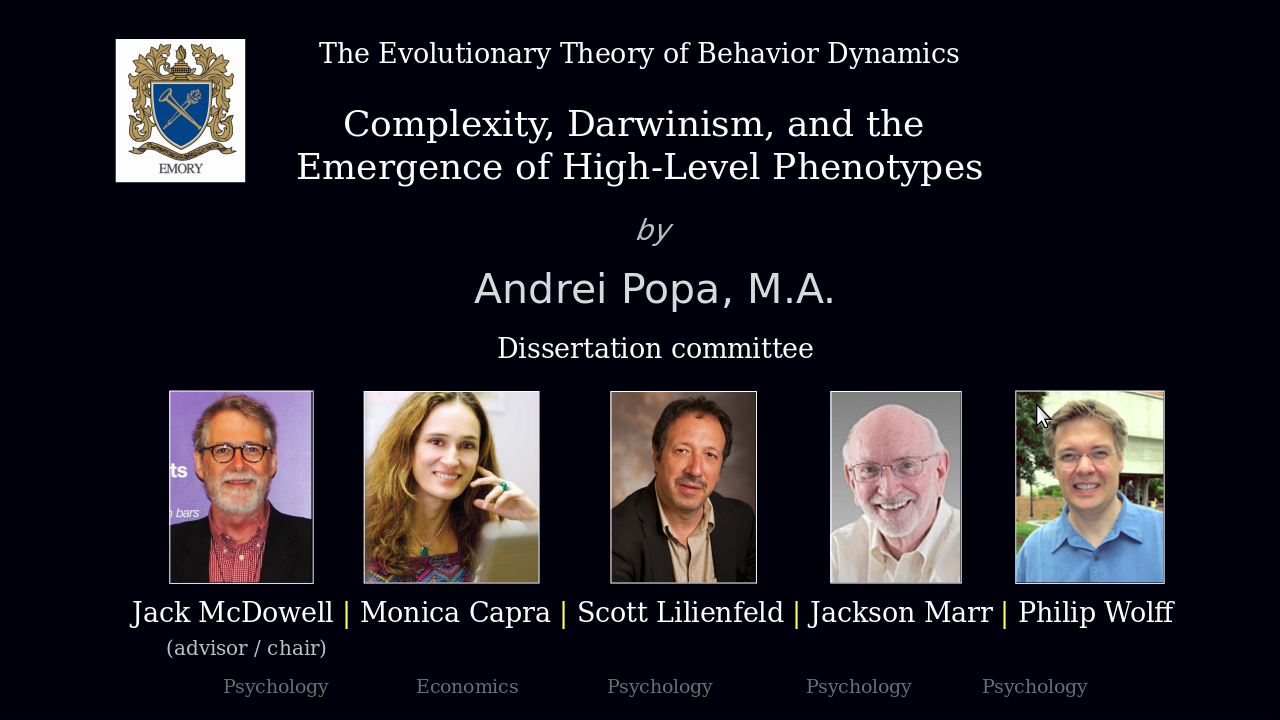 The Evolutionary Theory of Behavior Dynamics
Complexity, Darwinism, and the
Emergence of High-Level Phenotypes
EMORY
by
Andrei Popa, M.A.
Dissertation committee
ts
n bars
Jack McDowell | Monica Capra | Scott Lilienfeld | Jackson Marr | Philip Wolff
(advisor / chair)
Psychology Economics Psychology Psychology Psychology